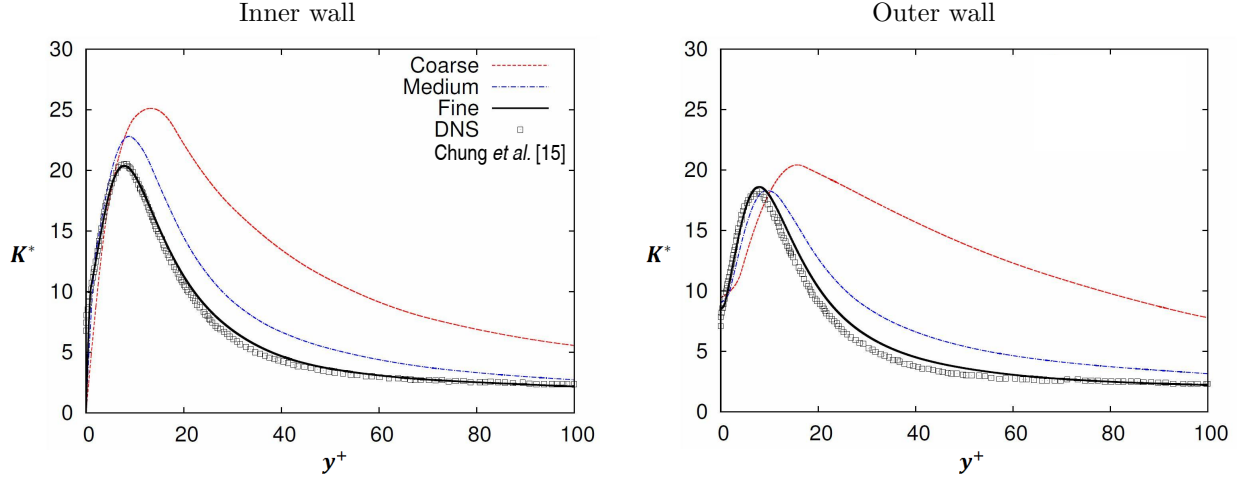 Inner wall
30
25
20
15
10
5
0
K*
0 20 40 60 80 100
y+
Coarse
Medium
Fine
DNS
Chung et al. [15]
Outer wall
30
25
20
15
10
5
0
K*
0 20 40 60 80 100
y+